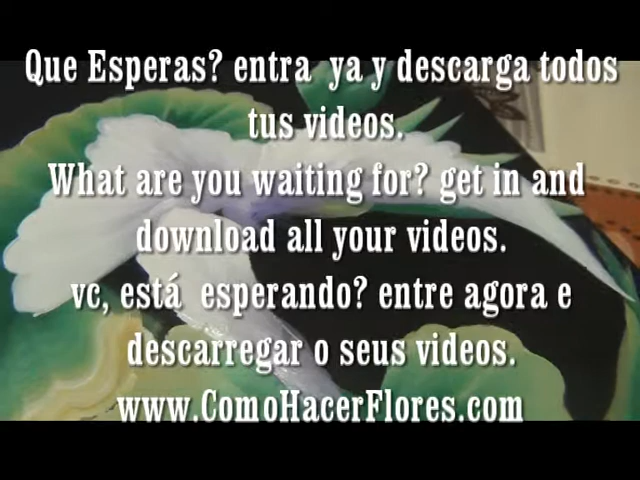 Que Esperas? entra ya y descarga todos
tus videos.
What are you waiting for? get in and
download all your videos.
vc, está esperando? entre agora e
descarregar o seus videos.
www.ComoHacerFlores.com